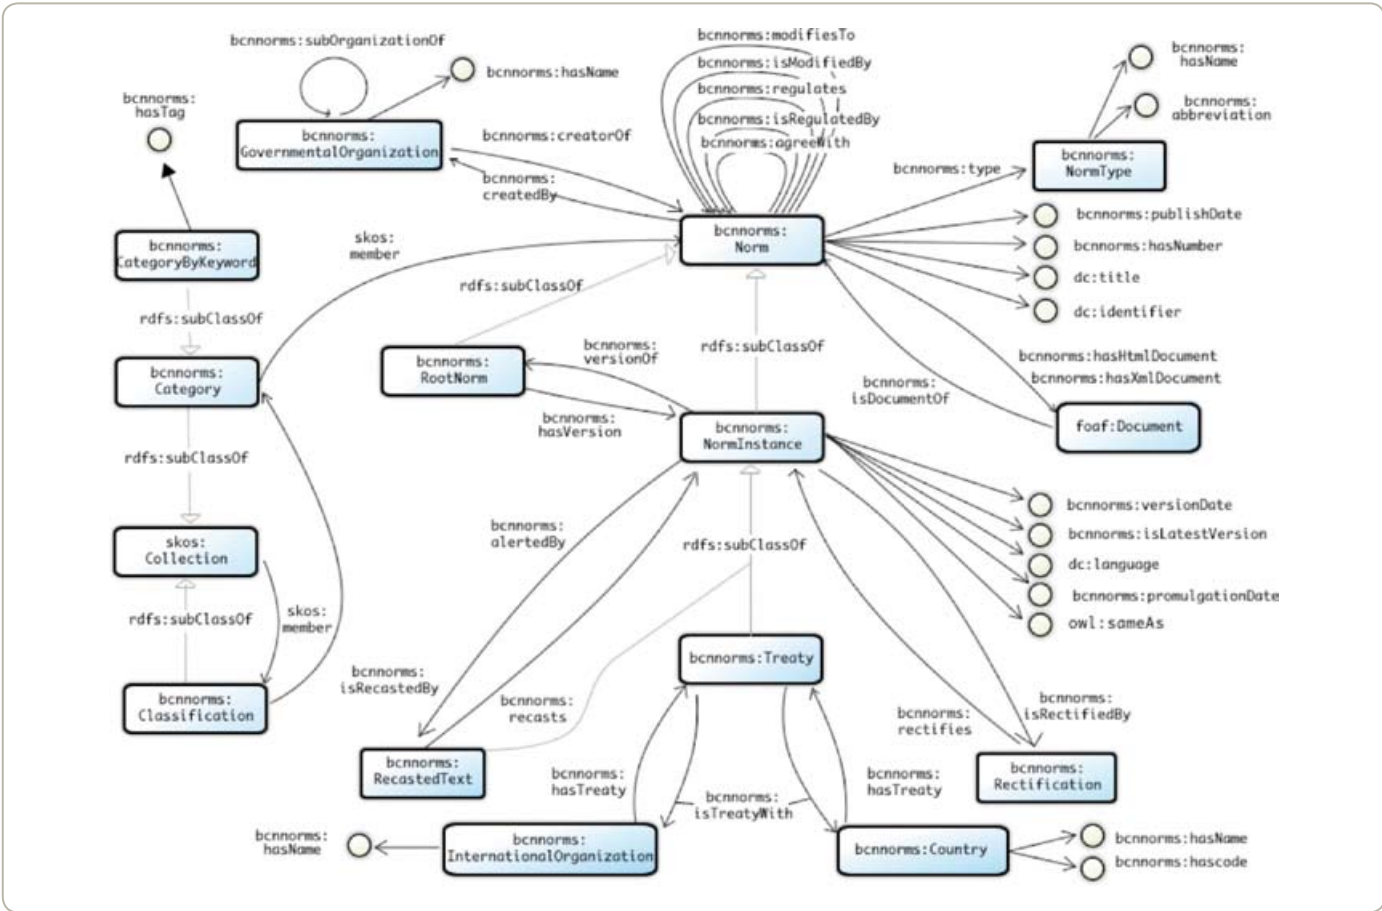 bcnnorms:modifiesTo
bcnnorms:subOrganizationOf
bcnnorms:
hasName
bcnnorms:isModifiedBy
bcnnorms:hasName
bcnnorms:
hasTag
bcnnorms:regulates
bcnnorms:
abbreviation
bcnnorms:isRegulatedBy
bcnnorms:
GovernmentalOrganization
bcnnorms:creatorOf
bcnnorms:agreeWith
bcnnorms:
NormType
bcnnorms:type
bcnnorms:
createdBy
bcnnorms:publishDate
bcnnorms:
Norm
skos:
member
bcnnorms:
CategoryByKeyword
bcnnorms:hasNumber
dc:title
rdfs:subClassOf
dc:identifier
rdfs:subClassOf
rdfs:subClassOf
bcnnorms:
versionOf
bcnnorms:hasHtmlDocument
bcnnorms:hasXmlDocument
bcnnorms:
RootNorm
bcnnorms:
Category
bcnnorms:
isDocumentOf
bcnnorms:
hasVersion
bcnnorms:
NormInstance
foaf:Document
rdfs:subClassOf
bcnnorms:versionDate
bcnnorms:
alertedBy
bcnnorms:isLatestVersion
skos:
Collection
rdfs:subClassOf
dc:language
bcnnorms:promulgationDate
rdfs:subClassOf
skos:
member
owl:sameAs
bcnnorms:Treaty
bcnnorms:
isRecastedBy
bcnnorms:
Classification
bcnnorms:
recasts
bcnnorms:
rectifies
bcnnorms:
isRectifiedBy
bcnnorms:
RecastedText
bcnnorms:
hasTreaty
bcnnorms:
isTreatyWith
bcnnorms:
hasTreaty
bcnnorms:
Rectification
bcnnorms:
hasName
bcnnorms:
InternationalOrganization
bcnnorms:Country
bcnnorms:hasName
bcnnorms:hascode